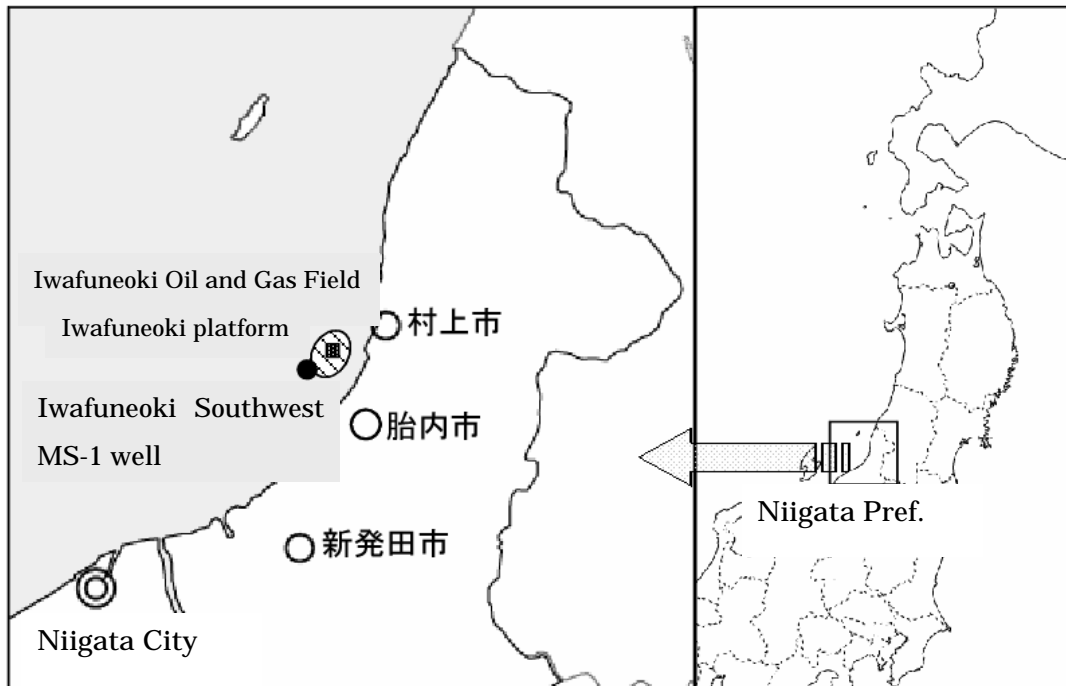 Iwafuneoki Oil and Gas Field
Iwafuneoki platform
村上市
Iwafuneoki Southwest
MS-1 well
胎内市
新発田市
Niigata City
Niigata Pref.